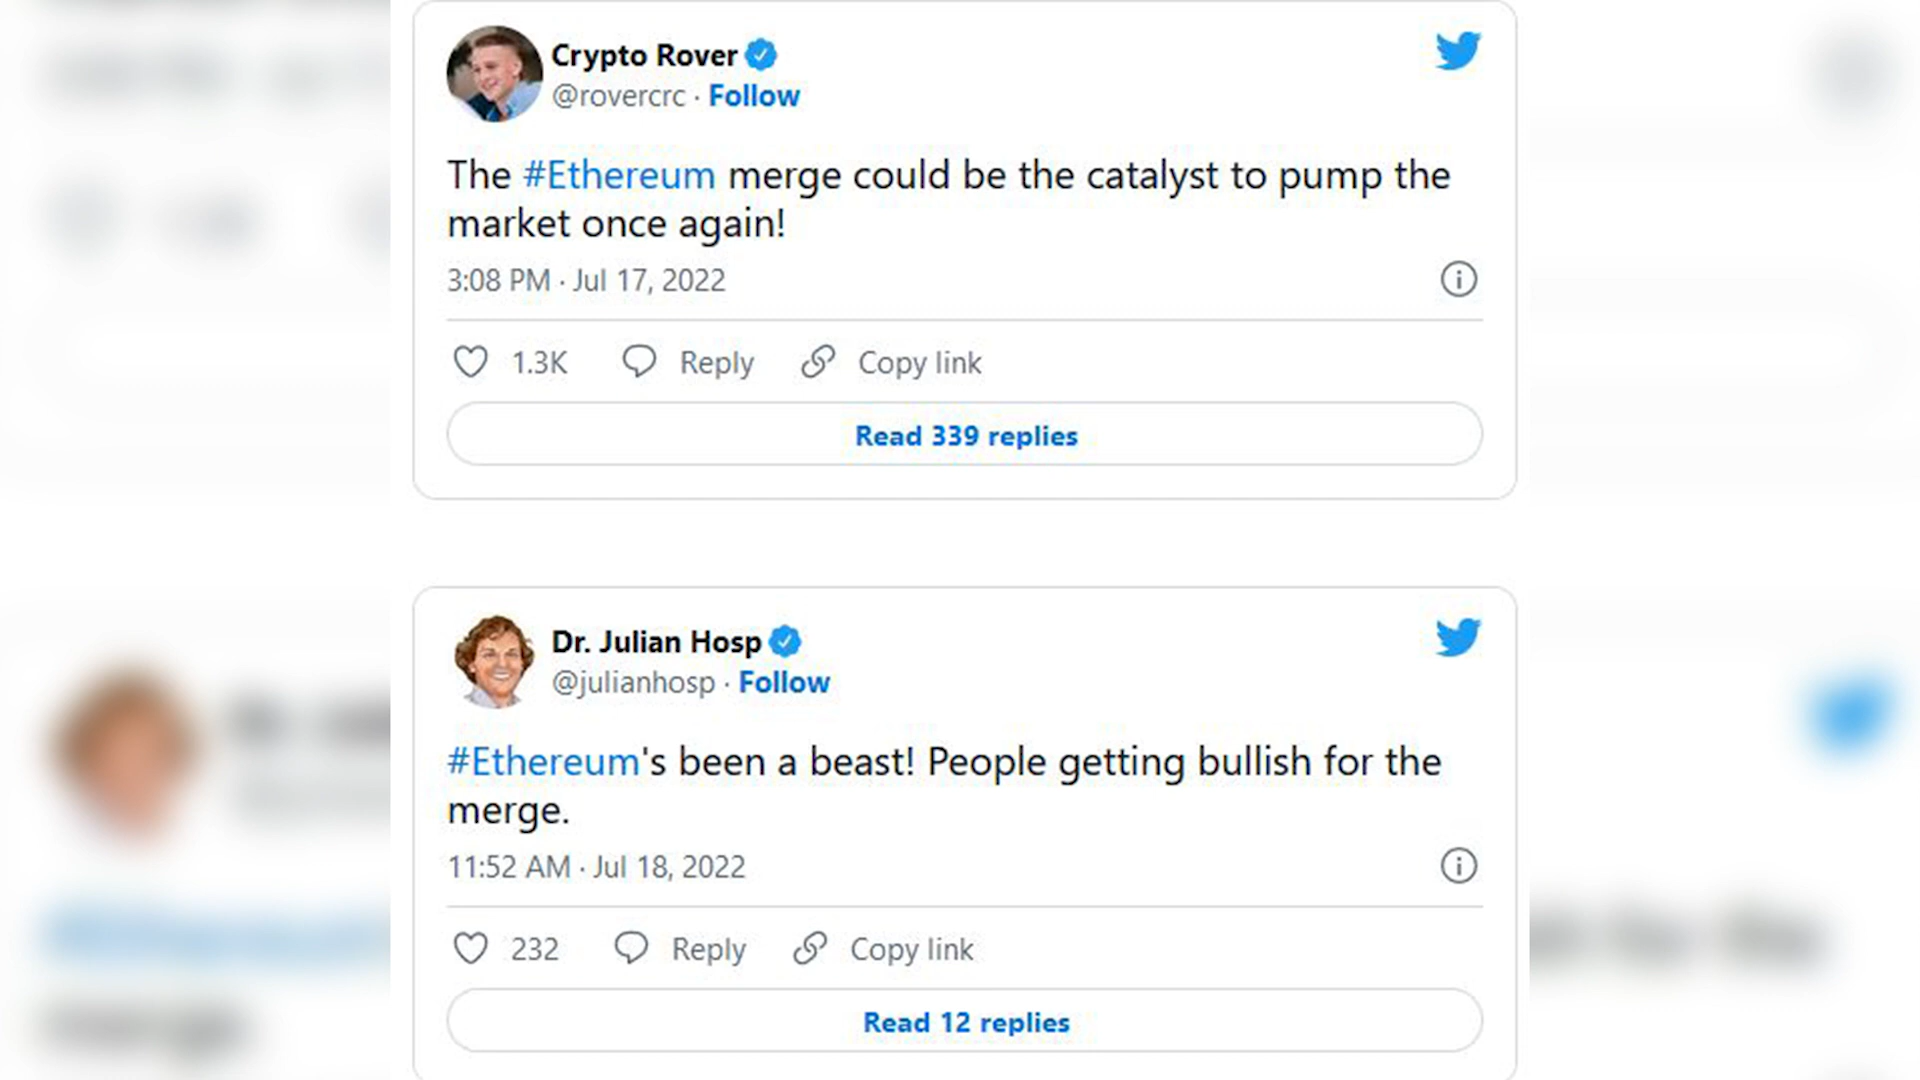 Crypto Rover
@rovercrc · Follow
The #Ethereum merge could be the catalyst to pump the
market once again!
3:08 PM · Jul 17, 2022
1.3K Reply Copy link
Read 339 replies
Dr. Julian Hosp
@julianhosp · Follow
#Ethereum's been a beast! People getting bullish for the
merge.
11:52 AM · Jul 18, 2022
232 Reply Copy link
Read 12 replies